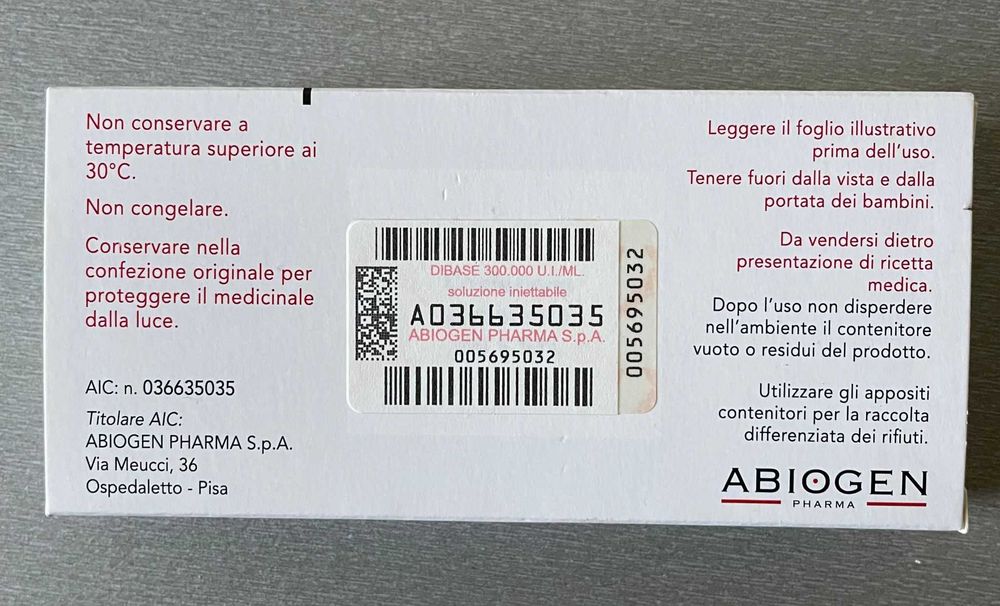 Non conservare a
temperatura superiore ai
30°C.
Non congelare.
Conservare nella
confezione originale per
proteggere il medicinale
dalla luce.
AIC: n. 036635035
Titolare AIC:
ABIOGEN PHARMA S.p.A.
Via Meucci, 36
Ospedaletto - Pisa
DIBASE 300.000 U.I./ML.
soluzione iniettabile
A036635035
ABIOGEN PHARMA S.p.A.
005695032
005695032
Leggere il foglio illustrativo
prima dell'uso.
Tenere fuori dalla vista e dalla
portata dei bambini.
Da vendersi dietro
presentazione di ricetta
medica.
Dopo l'uso non disperdere
nell'ambiente il contenitore
vuoto o residui del prodotto.
Utilizzare gli appositi
contenitori per la raccolta
differenziata dei rifiuti.
ABIOGEN
PHARMA